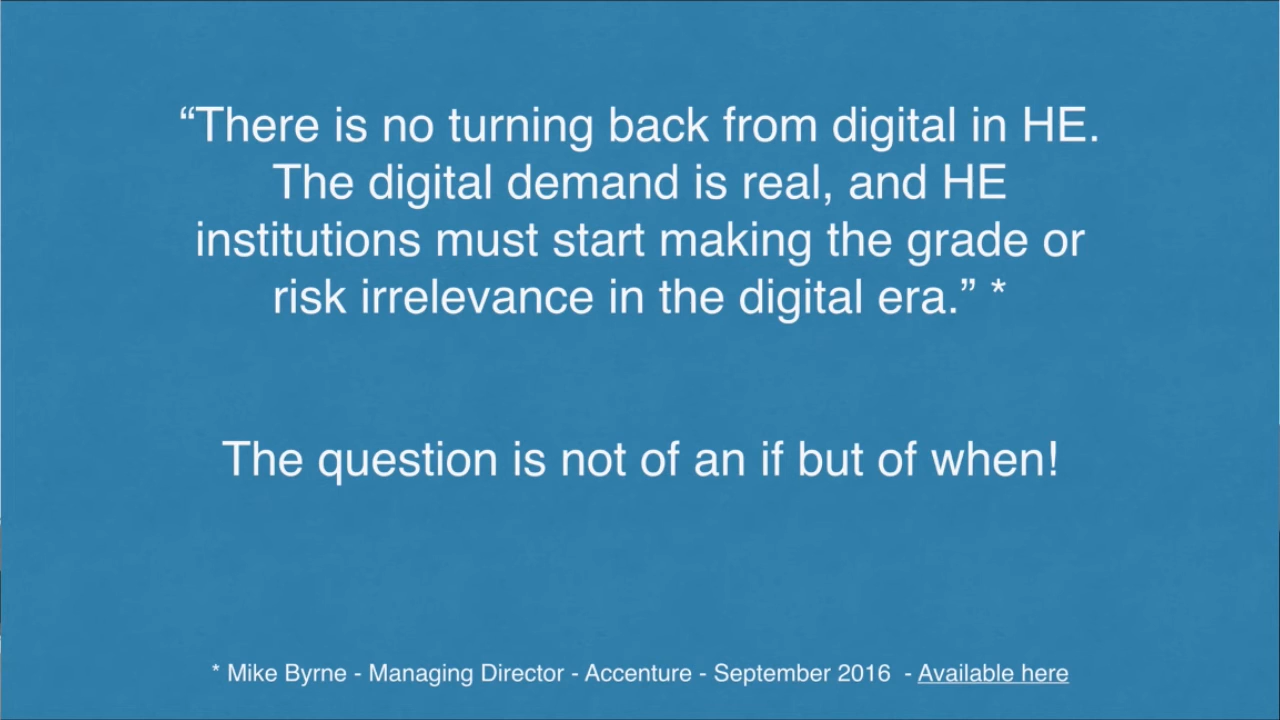 “There is no turning back from digital in HE.
The digital demand is real, and HE
institutions must start making the grade or
risk irrelevance in the digital era.” *
The question is not of an if but of when!
* Mike Byrne - Managing Director - Accenture - September 2016 - Available here